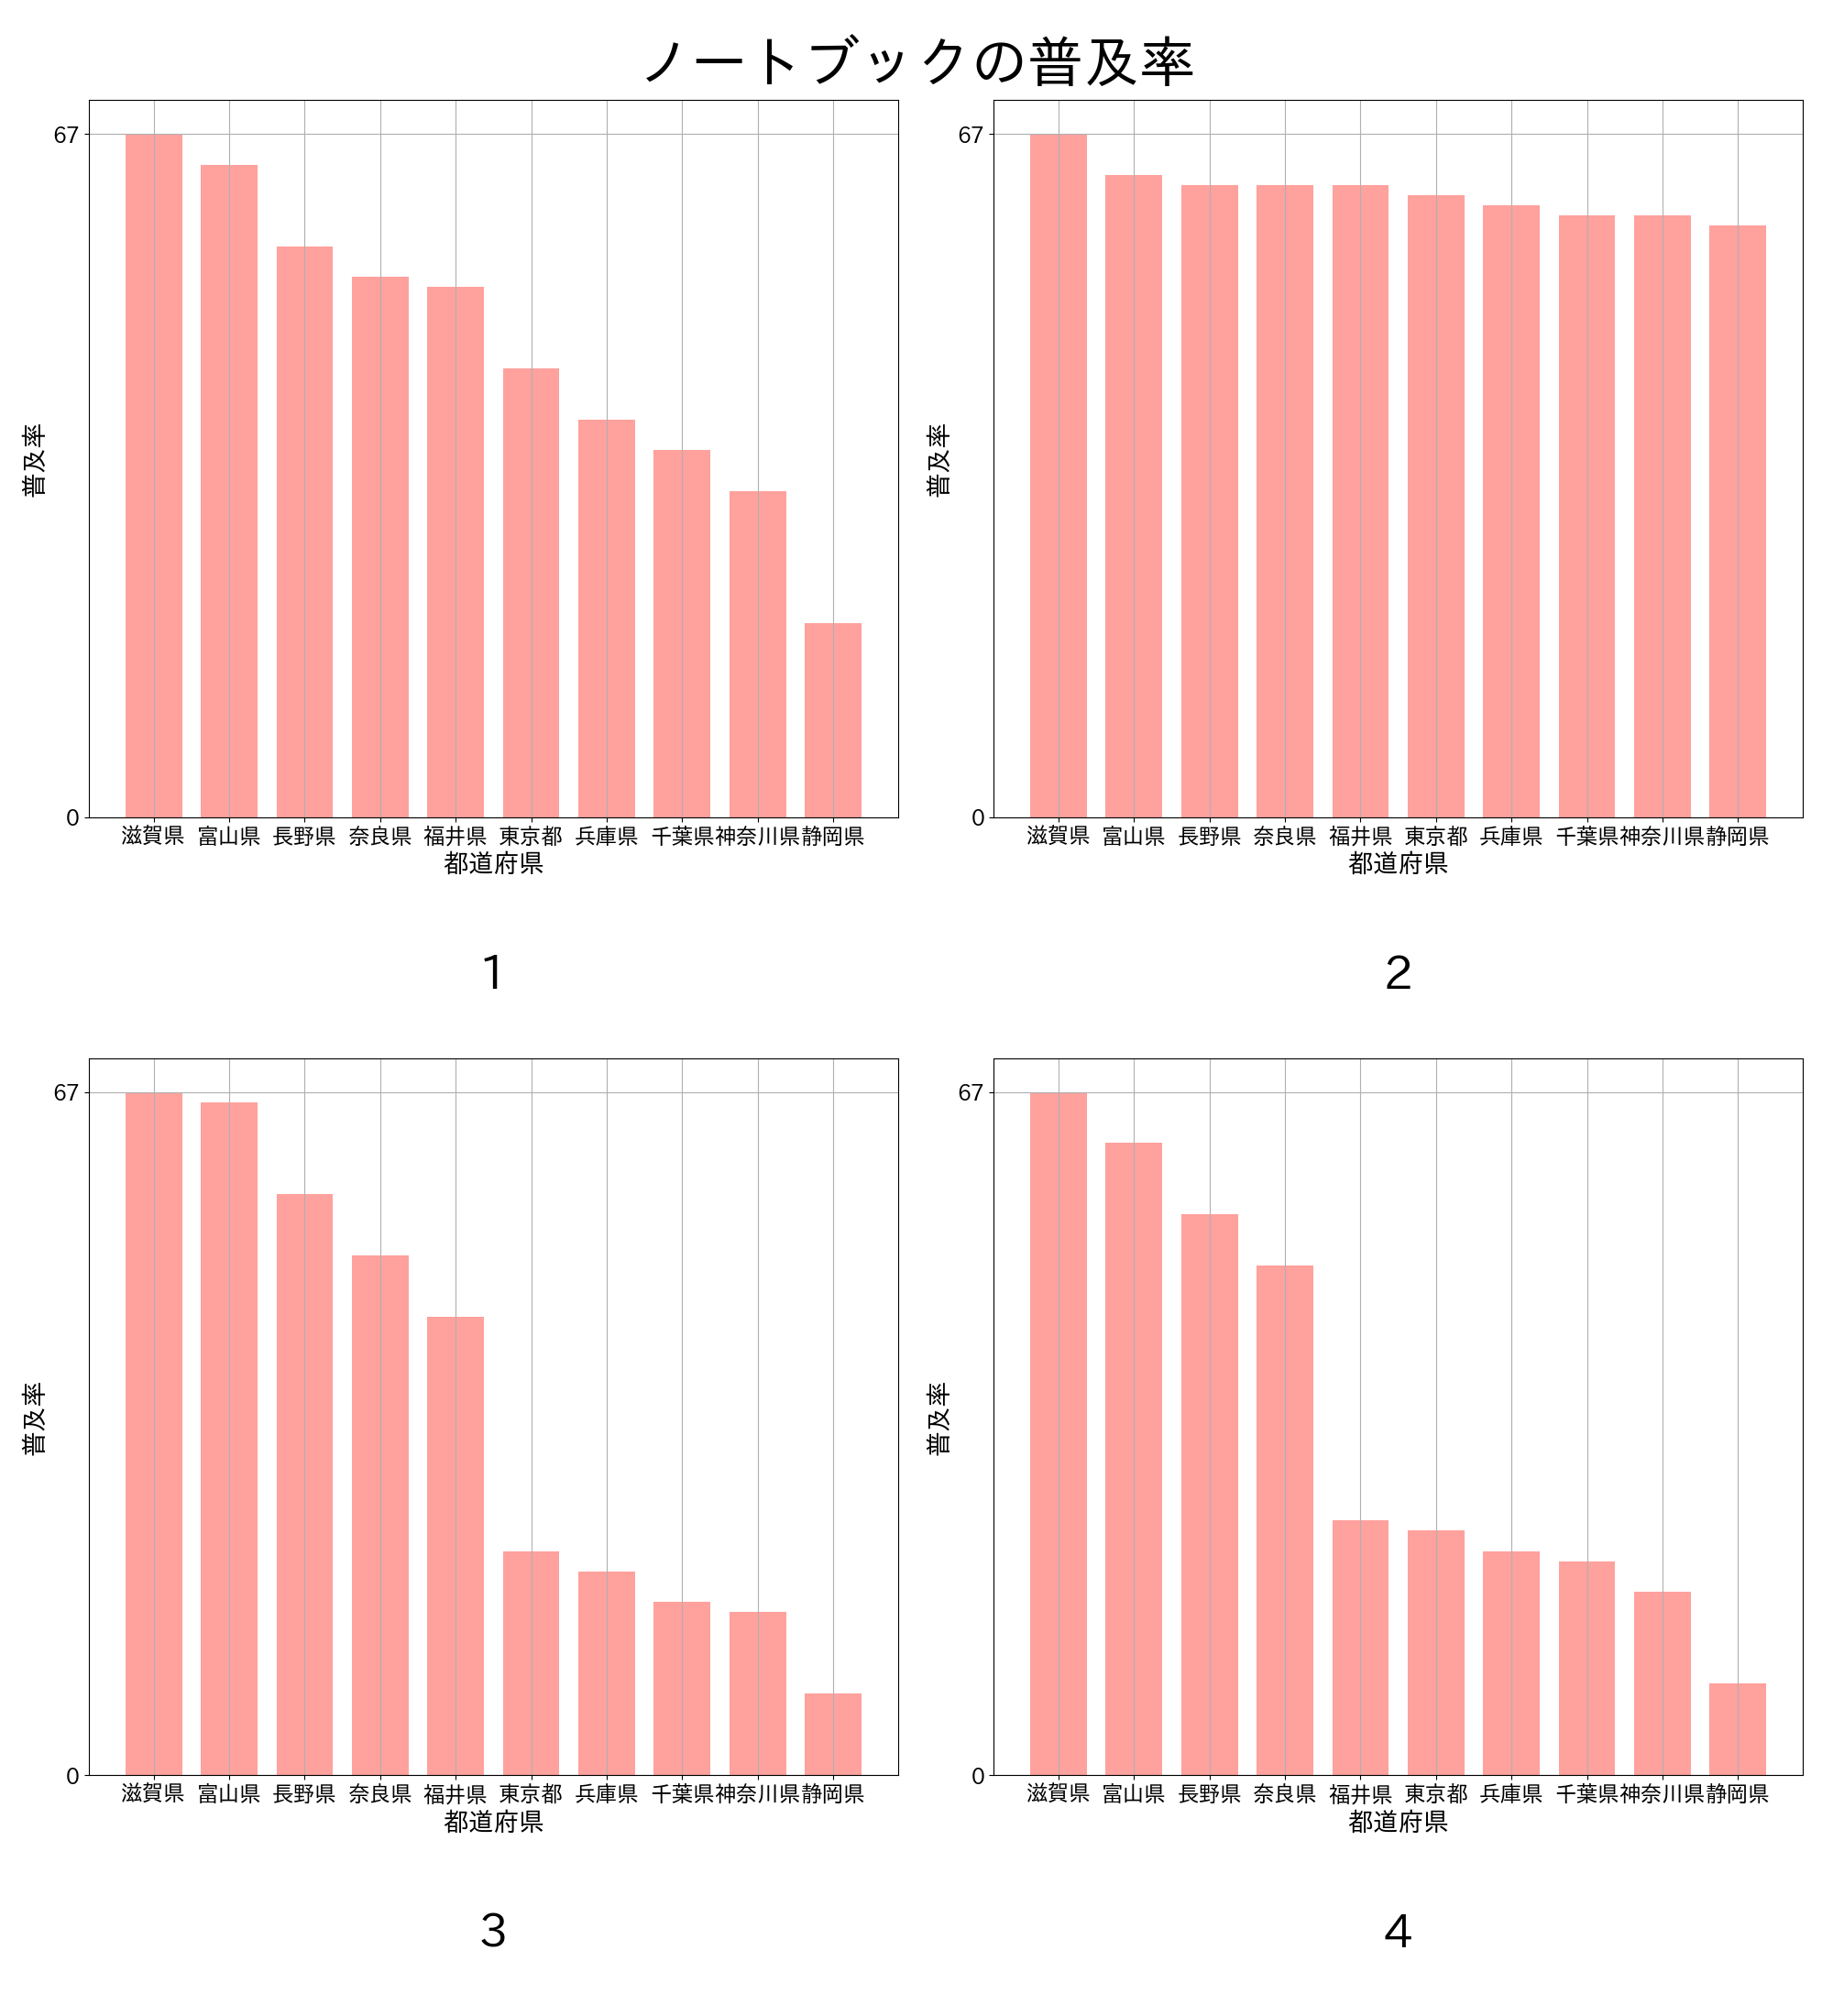 ノートブックの普及率
67
0
普及率
滋賀県 富山県 長野県 奈良県 福井県 東京都 兵庫県 千葉県 神奈川県 静岡県
都道府県
1
67
0
普及率
滋賀県 富山県 長野県 奈良県 福井県 東京都 兵庫県 千葉県 神奈川県 静岡県
都道府県
2
67
0
普及率
滋賀県 富山県 長野県 奈良県 福井県 東京都 兵庫県 千葉県 神奈川県 静岡県
都道府県
3
67
0
普及率
滋賀県 富山県 長野県 奈良県 福井県 東京都 兵庫県 千葉県 神奈川県 静岡県
都道府県
4